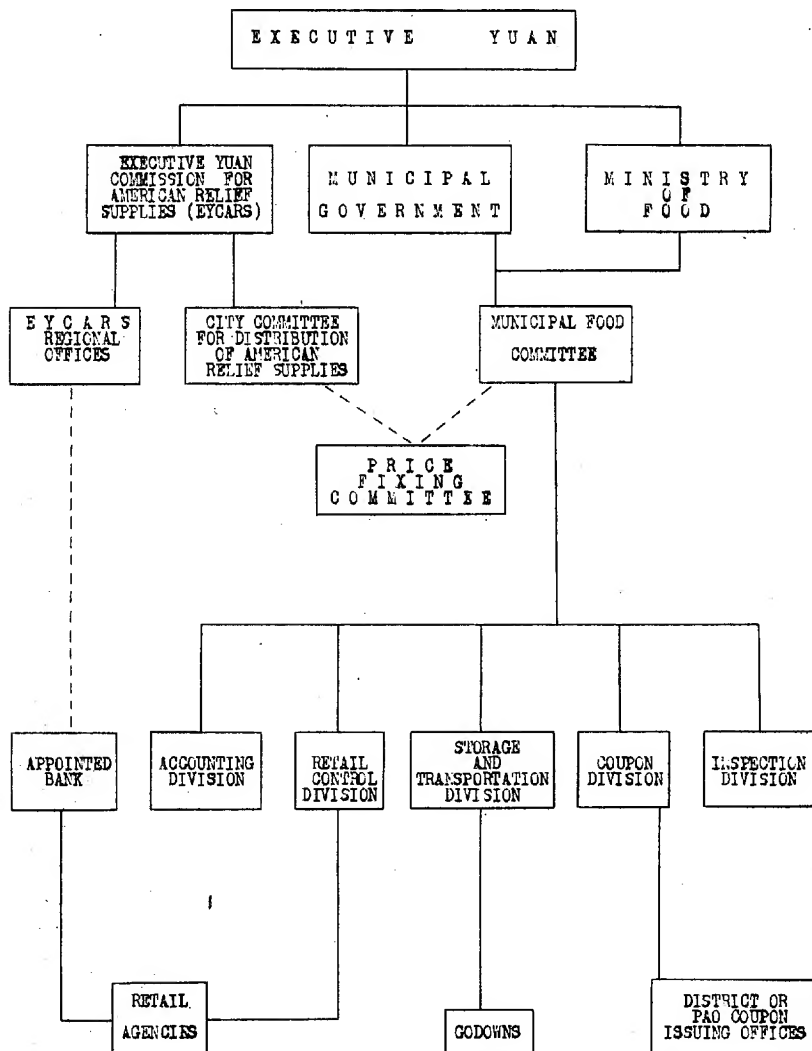 EXECUTIVE YUAN
EXECUTIVE YUAN
COMMISSION FOR
AMERICAN RELIEF
SUPPLIES (EYCARS)
MUNICIPAL
GOVERNMENT
MINISTRY
OF
FOOD
EYCARS
REGIONAL
OFFICES
CITY COMMITTEE
FOR DISTRIBUTION
OF AMERICAN
RELIEF SUPPLIES
MUNICIPAL FOOD
COMMITTEE
PRICE
FIXING
COMMITTEE
APPOINTED
BANK
ACCOUNTING
DIVISION
RETAIL
CONTROL
DIVISION
STORAGE
AND
TRANSPORTATION
DIVISION
COUPON
DIVISION
INSPECTION
DIVISION
RETAIL
AGENCIES
GODOWNS
DISTRICT OR
PAO COUPON
ISSUING OFFICES